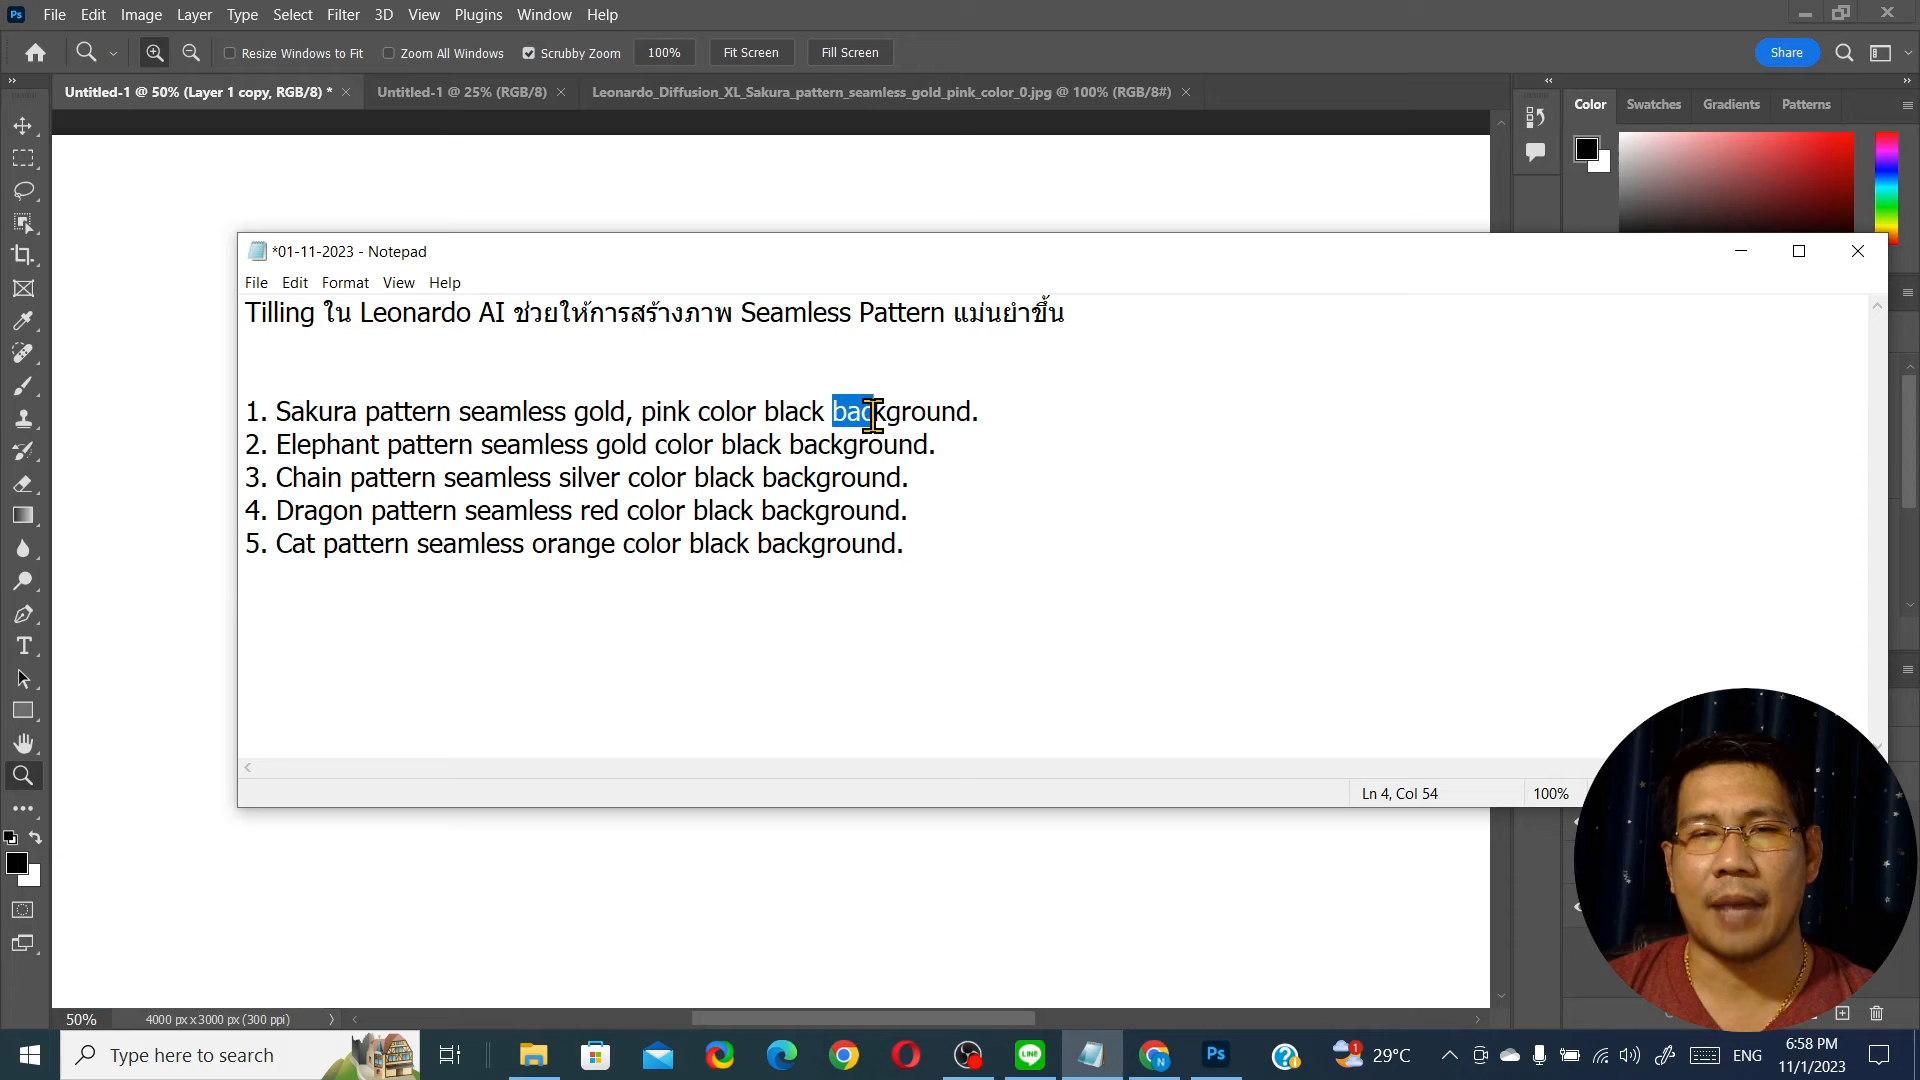 File Edit Image Layer Type Select Filter 3D View Plugins Window Help
Resize Windows to Fit Zoom All Windows Scrubby Zoom 100% Fit Screen Fill Screen Share
Untitled-1 @ 50% (Layer 1 copy, RGB/8) * Untitled-1 @ 25% (RGB/8) Leonardo_Diffusion_XL_Sakura_pattern_seamless_gold_pink_color_0.jpg @ 100% (RGB/8#)
Color Swatches Gradients Patterns
*01-11-2023 - Notepad
File Edit Format View Help
Tilling ใน Leonardo AI ช่วยให้การสร้างภาพ Seamless Pattern แม่นยำขึ้น
1. Sakura pattern seamless gold, pink color black background.
2. Elephant pattern seamless gold color black background.
3. Chain pattern seamless silver color black background.
4. Dragon pattern seamless red color black background.
5. Cat pattern seamless orange color black background.
Ln 4, Col 54 100%
50% 4000 px x 3000 px (300 ppi)
Type here to search 29°C ENG 6:58 PM
11/1/2023